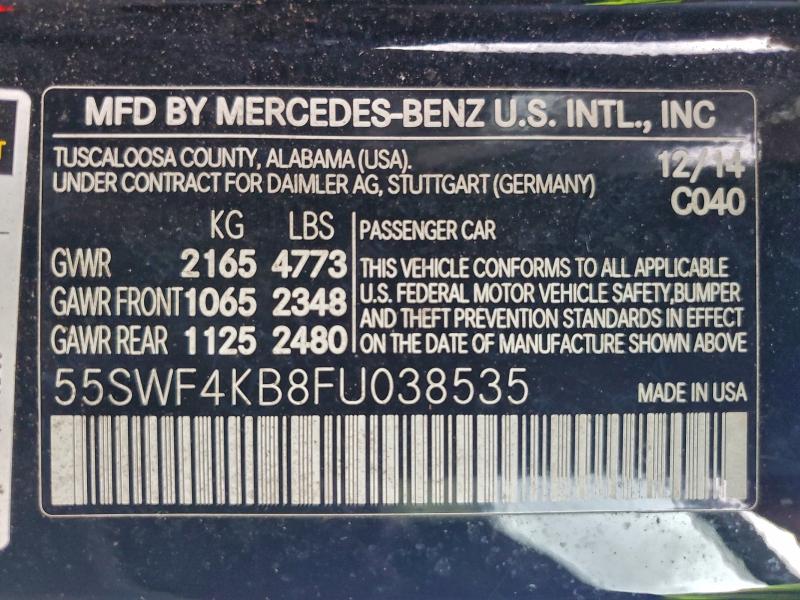 MFD BY MERCEDES-BENZ U.S. INTL., INC
TUSCALOOSA COUNTY, ALABAMA (USA). 12/14
UNDER CONTRACT FOR DAIMLER AG, STUTTGART (GERMANY) C040
KG LBS
GVWR 2165 4773
GAWR FRONT 1065 2348
GAWR REAR 1125 2480
PASSENGER CAR
THIS VEHICLE CONFORMS TO ALL APPLICABLE
U.S. FEDERAL MOTOR VEHICLE SAFETY,BUMPER
AND THEFT PREVENTION STANDARDS IN EFFECT
ON THE DATE OF MANUFACTURE SHOWN ABOVE
55SWF4KB8FU038535 MADE IN USA